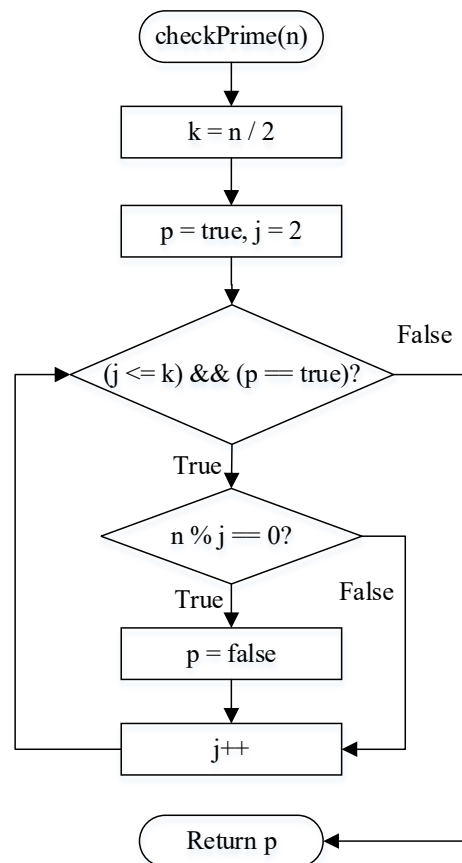 checkPrime(n)
k = n / 2
p = true, j = 2
False
(j <= k) && (p == true)?
True
n % j == 0?
True
False
p = false
j++
Return p